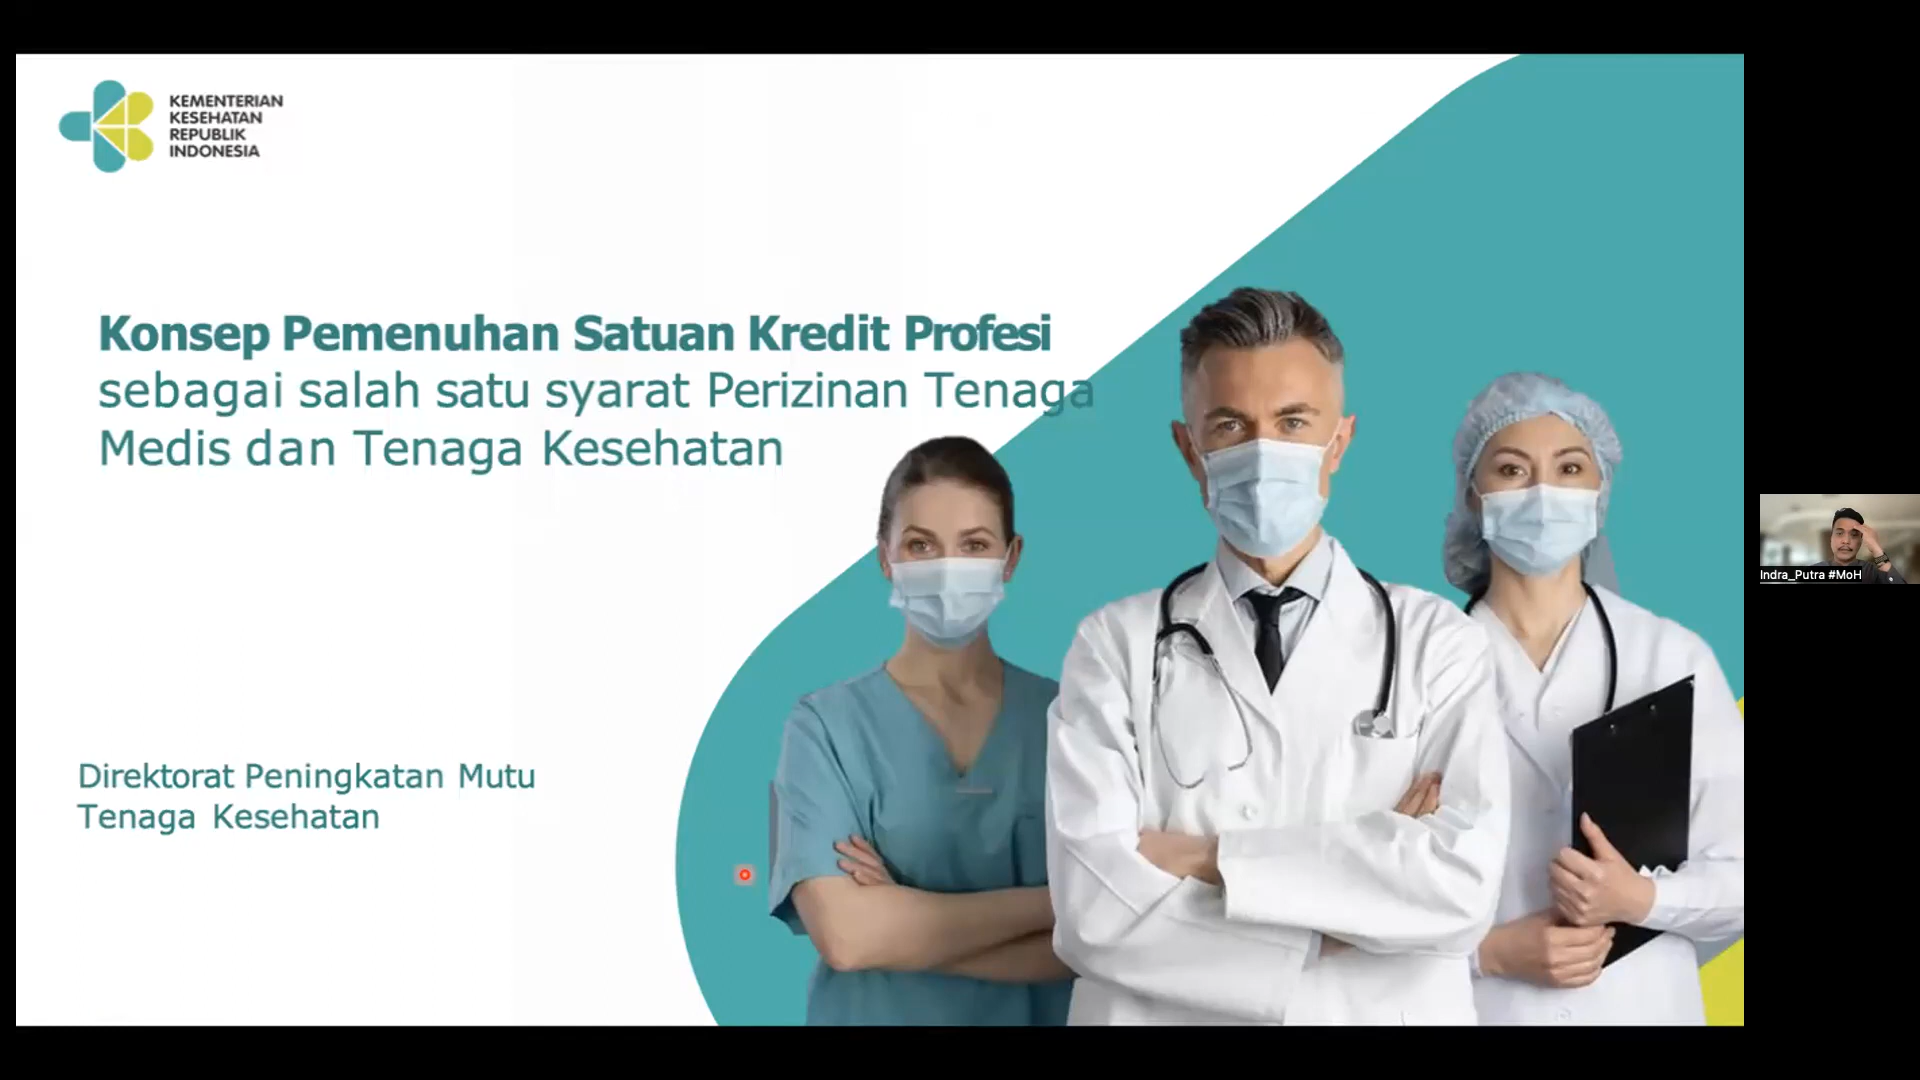 KEMENTERIAN
KESEHATAN
REPUBLIK
INDONESIA
Konsep Pemenuhan Satuan Kredit Profesi
sebagai salah satu syarat Perizinan Tenaga
Medis dan Tenaga Kesehatan
Direktorat Peningkatan Mutu
Tenaga Kesehatan
Indra_Putra #MoH